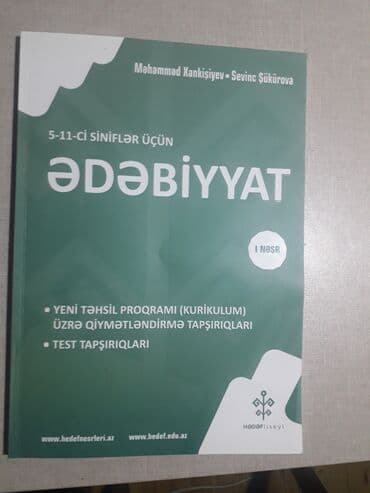 Məhəmməd Xankişiyev • Sevinc Şükürova
5-11-Cİ SİNİFLƏR ÜÇÜN
ƏDƏBİYYAT
I NƏŞR
• YENİ TƏHSİL PROQRAMI (KURİKULUM)
ÜZRƏ QİYMƏTLƏNDİRMƏ TAPŞIRIQLARI
• TEST TAPŞIRIQLARI
HƏDƏF liseyi
www.hedefnesrleri.az www.hedef.edu.az